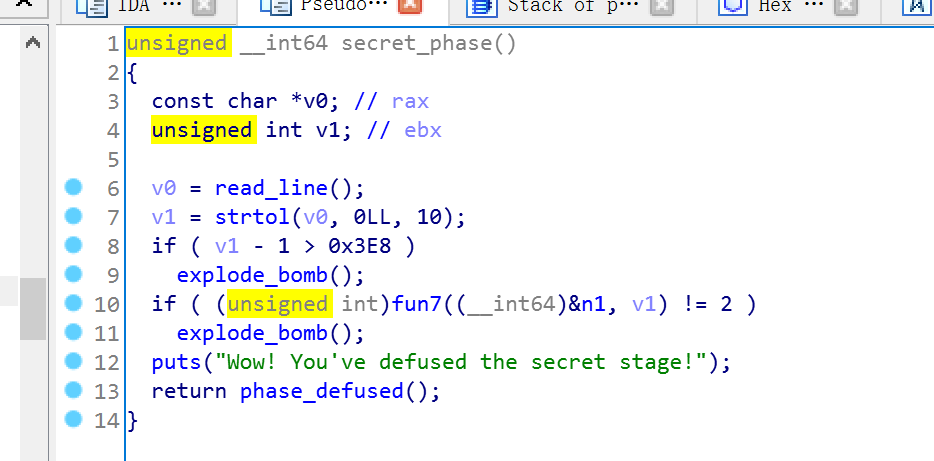 IDA ···
Pseudo···
Stack of p···
Hex ···
1 unsigned __int64 secret_phase()
2 {
3   const char *v0; // rax
4   unsigned int v1; // ebx
5
6   v0 = read_line();
7   v1 = strtol(v0, 0LL, 10);
8   if ( v1 - 1 > 0x3E8 )
9     explode_bomb();
10   if ( (unsigned int)fun7((__int64)&n1, v1) != 2 )
11     explode_bomb();
12   puts("Wow! You've defused the secret stage!");
13   return phase_defused();
14 }